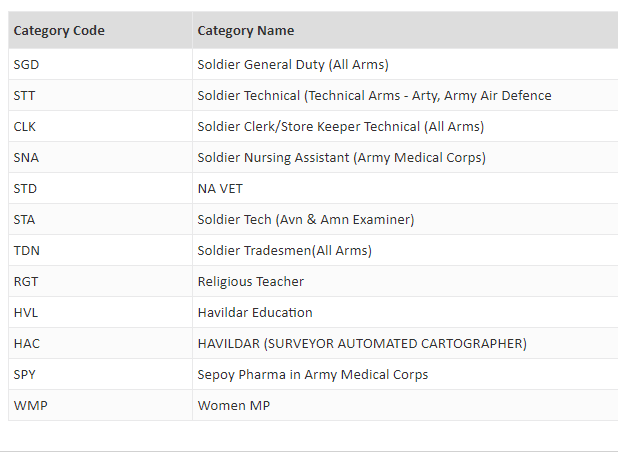 Category Code Category Name
SGD Soldier General Duty (All Arms)
STT Soldier Technical (Technical Arms - Arty, Army Air Defence
CLK Soldier Clerk/Store Keeper Technical (All Arms)
SNA Soldier Nursing Assistant (Army Medical Corps)
STD NA VET
STA Soldier Tech (Avn & Amn Examiner)
TDN Soldier Tradesmen(All Arms)
RGT Religious Teacher
HVL Havildar Education
HAC HAVILDAR (SURVEYOR AUTOMATED CARTOGRAPHER)
SPY Sepoy Pharma in Army Medical Corps
WMP Women MP